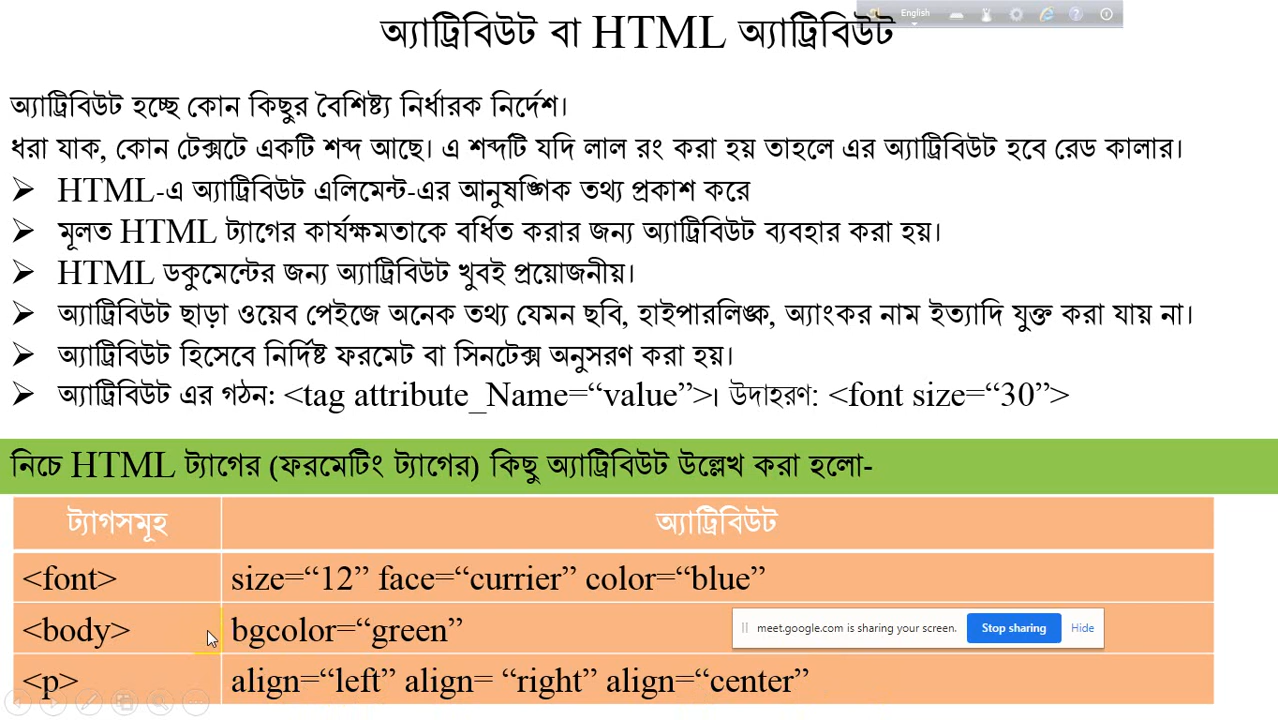 English
অ্যাট্রিবিউট বা HTML অ্যাট্রিবিউট
অ্যাট্রিবিউট হচ্ছে কোন কিছুর বৈশিষ্ট্য নির্ধারক নির্দেশ।
ধরা যাক, কোন টেক্সটে একটি শব্দ আছে। এ শব্দটি যদি লাল রং করা হয় তাহলে এর অ্যাট্রিবিউট হবে রেড কালার।
➢ HTML-এ অ্যাট্রিবিউট এলিমেন্ট-এর আনুষঙ্গিক তথ্য প্রকাশ করে
➢ মূলত HTML ট্যাগের কার্যক্ষমতাকে বর্ধিত করার জন্য অ্যাট্রিবিউট ব্যবহার করা হয়।
➢ HTML ডকুমেন্টের জন্য অ্যাট্রিবিউট খুবই প্রয়োজনীয়।
➢ অ্যাট্রিবিউট ছাড়া ওয়েব পেইজে অনেক তথ্য যেমন ছবি, হাইপারলিঙ্ক, অ্যাংকর নাম ইত্যাদি যুক্ত করা যায় না।
➢ অ্যাট্রিবিউট হিসেবে নির্দিষ্ট ফরমেট বা সিনটেক্স অনুসরণ করা হয়।
➢ অ্যাট্রিবিউট এর গঠন: <tag attribute_Name=“value”>। উদাহরণ: <font size=“30”>
নিচে HTML ট্যাগের (ফরমেটিং ট্যাগের) কিছু অ্যাট্রিবিউট উল্লেখ করা হলো-
ট্যাগসমূহ অ্যাট্রিবিউট
<font> size=“12” face=“currier” color=“blue”
<body> bgcolor=“green”
meet.google.com is sharing your screen. Stop sharing Hide
<p> align=“left” align= “right” align=“center”